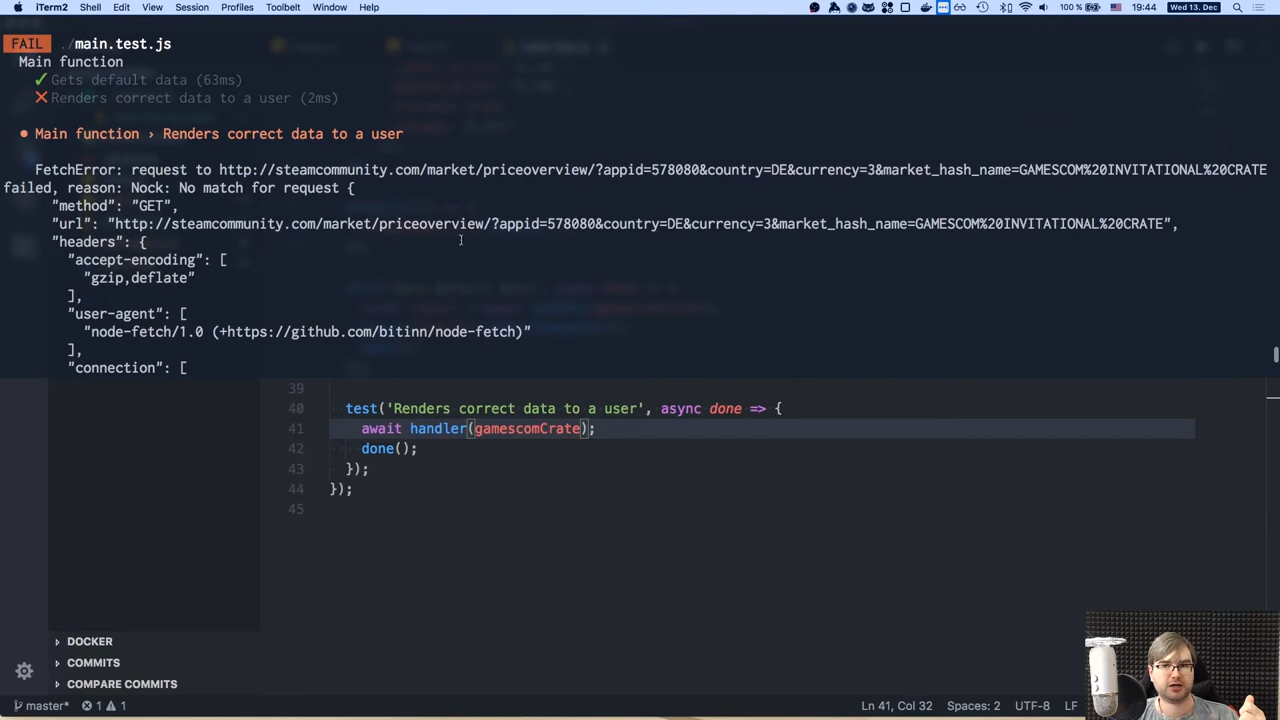 iTerm2 Shell Edit View Session Profiles Toolbelt Window Help 100 % 19:44 Wed 13. Dec
FAIL ./main.test.js
Main function
✓ Gets default data (63ms)
✕ Renders correct data to a user (2ms)
● Main function › Renders correct data to a user
FetchError: request to http://steamcommunity.com/market/priceoverview/?appid=578080&country=DE&currency=3&market_hash_name=GAMESCOM%20INVITATIONAL%20CRATE
failed, reason: Nock: No match for request {
"method": "GET",
"url": "http://steamcommunity.com/market/priceoverview/?appid=578080&country=DE&currency=3&market_hash_name=GAMESCOM%20INVITATIONAL%20CRATE",
"headers": {
"accept-encoding": [
"gzip,deflate"
],
"user-agent": [
"node-fetch/1.0 (+https://github.com/bitinn/node-fetch)"
],
"connection": [
39
40 test('Renders correct data to a user', async done => {
41 await handler(gamescomCrate);
42 done();
43 });
44 });
45
DOCKER
COMMITS
COMPARE COMMITS
master* 1 1 Ln 41, Col 32 Spaces: 2 UTF-8 LF